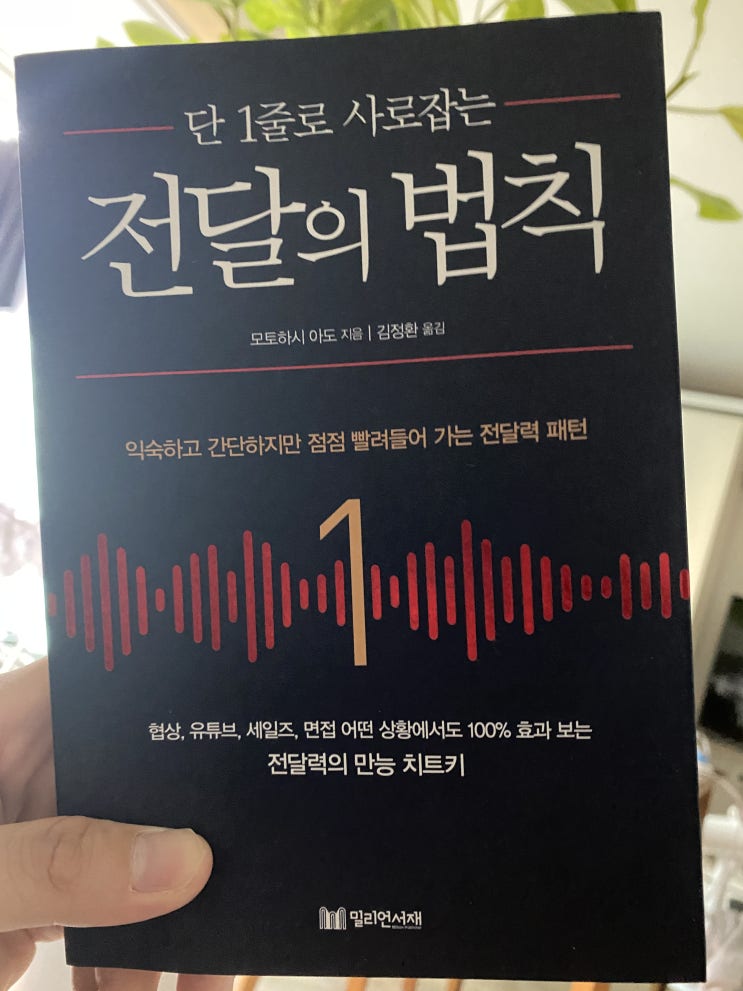 단 1줄로 사로잡는
전달의 법칙
모토하시 아도 지음 | 김정환 옮김
익숙하고 간단하지만 점점 빨려들어 가는 전달력 패턴
1
협상, 유튜브, 세일즈, 면접 어떤 상황에서도 100% 효과 보는
전달력의 만능 치트키
밀리언서재